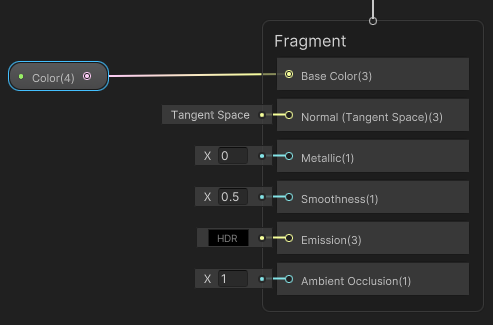 Fragment
Color(4)
Base Color(3)
Tangent Space
Normal (Tangent Space)(3)
X 0
Metallic(1)
X 0.5
Smoothness(1)
HDR
Emission(3)
X 1
Ambient Occlusion(1)